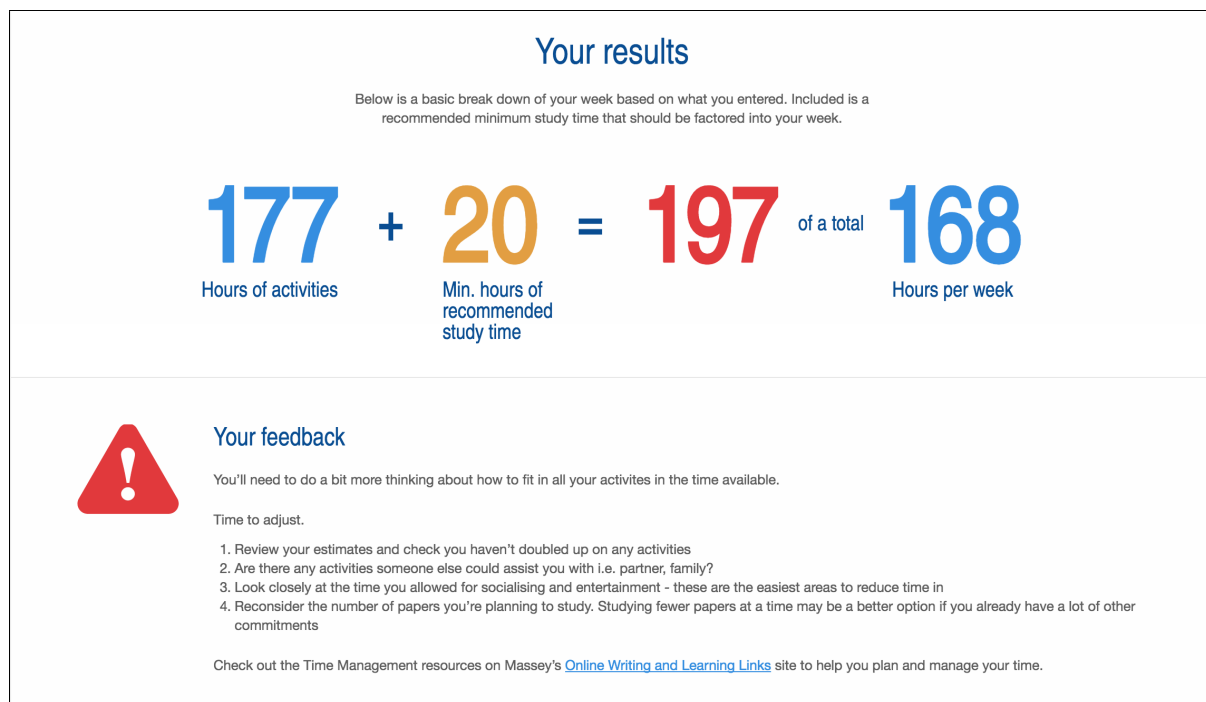 Your results
Below is a basic break down of your week based on what you entered. Included is a
recommended minimum study time that should be factored into your week.
177 + 20 = 197 of a total 168
Hours of activities
Min. hours of
recommended
study time
Hours per week
Your feedback
You'll need to do a bit more thinking about how to fit in all your activites in the time available.
Time to adjust.
1. Review your estimates and check you haven't doubled up on any activities
2. Are there any activities someone else could assist you with i.e. partner, family?
3. Look closely at the time you allowed for socialising and entertainment - these are the easiest areas to reduce time in
4. Reconsider the number of papers you're planning to study. Studying fewer papers at a time may be a better option if you already have a lot of other
commitments
Check out the Time Management resources on Massey's Online Writing and Learning Links site to help you plan and manage your time.